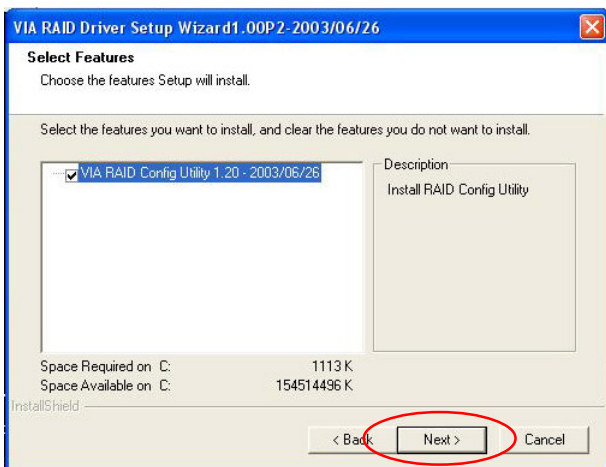 VIA RAID Driver Setup Wizard1.00P2-2003/06/26
Select Features
Choose the features Setup will install.
Select the features you want to install, and clear the features you do not want to install.
VIA RAID Config Utility 1.20 - 2003/06/26
Description
Install RAID Config Utility
Space Required on C: 1113 K
Space Available on C: 154514496 K
InstallShield
< Back Next > Cancel